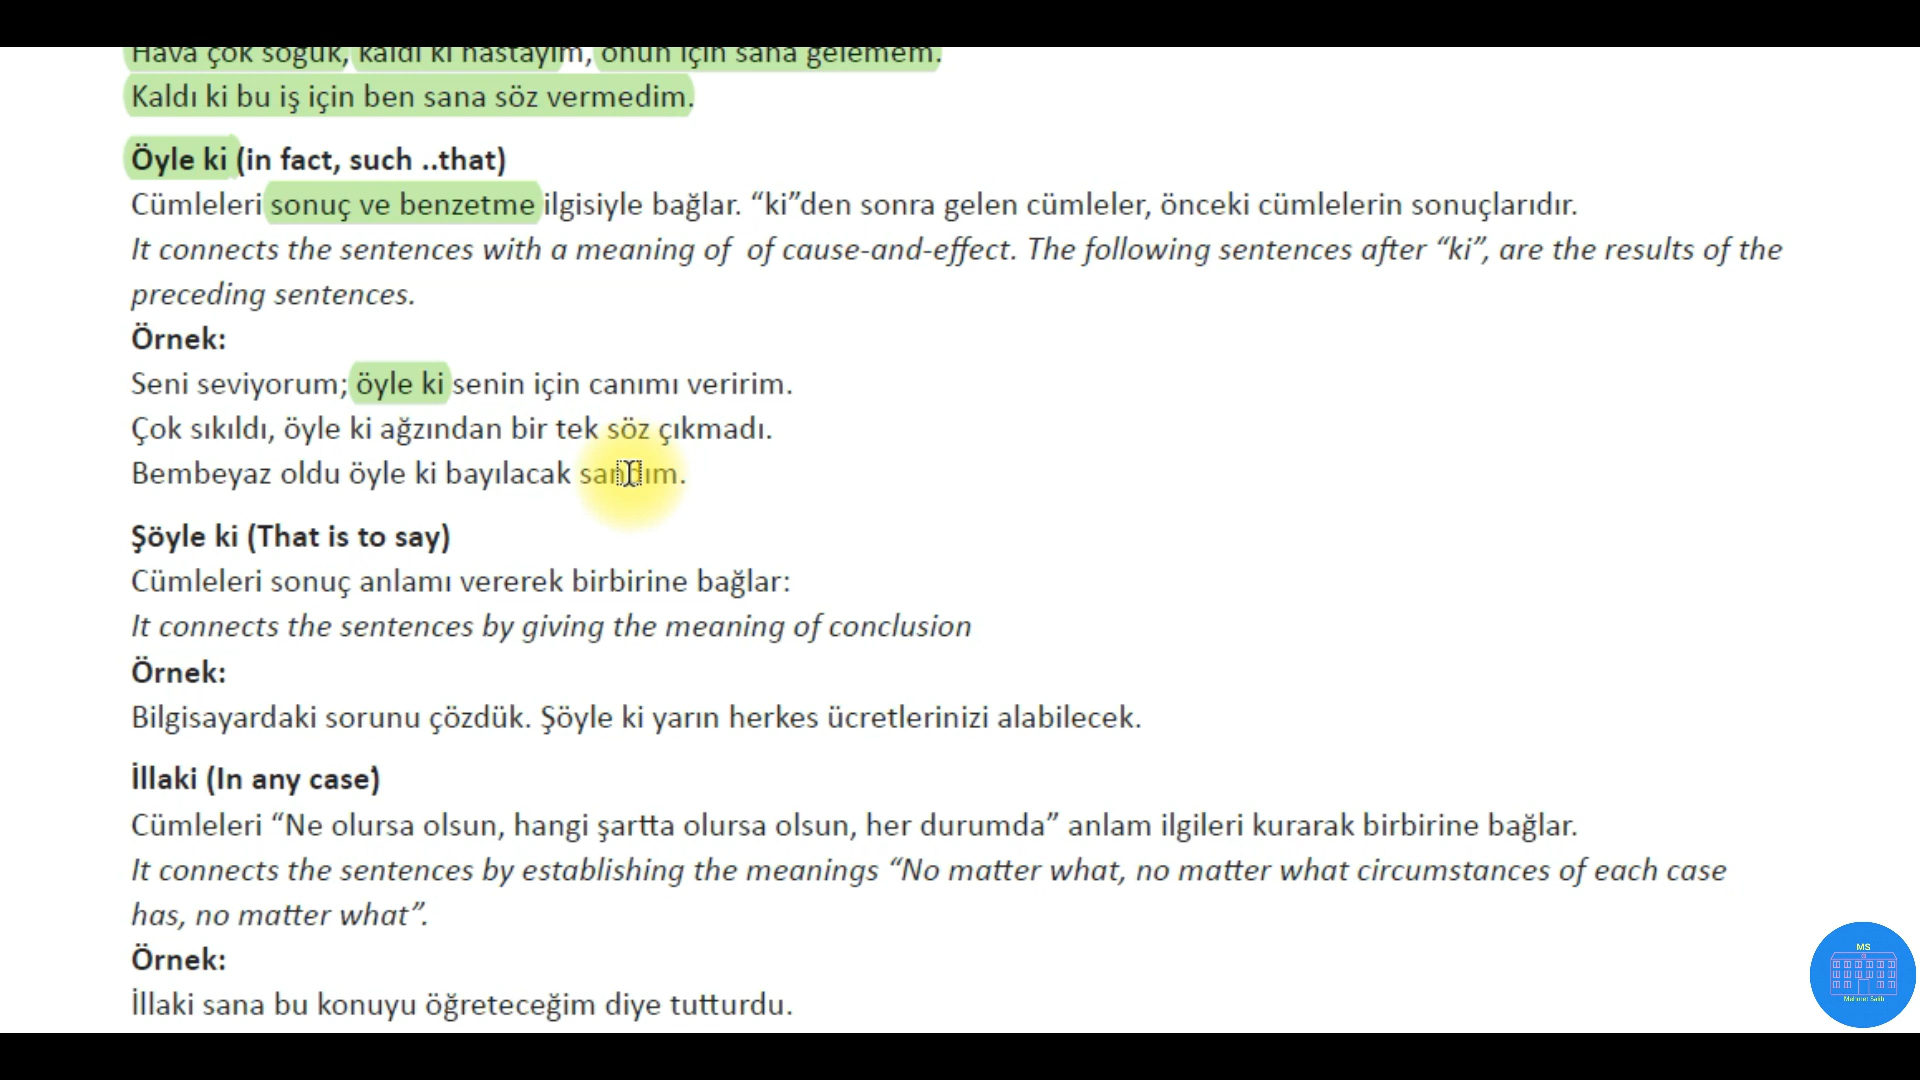 Hava çok soğuk, kaldı ki hastayım, onun için sana gelemem.
Kaldı ki bu iş için ben sana söz vermedim.
Öyle ki (in fact, such ..that)
Cümleleri sonuç ve benzetme ilgisiyle bağlar. “ki”den sonra gelen cümleler, önceki cümlelerin sonuçlarıdır.
It connects the sentences with a meaning of  of cause-and-effect. The following sentences after “ki”, are the results of the
preceding sentences.
Örnek:
Seni seviyorum; öyle ki senin için canımı veririm.
Çok sıkıldı, öyle ki ağzından bir tek söz çıkmadı.
Bembeyaz oldu öyle ki bayılacak sandım.
Şöyle ki (That is to say)
Cümleleri sonuç anlamı vererek birbirine bağlar:
It connects the sentences by giving the meaning of conclusion
Örnek:
Bilgisayardaki sorunu çözdük. Şöyle ki yarın herkes ücretlerinizi alabilecek.
İllaki (In any case)
Cümleleri “Ne olursa olsun, hangi şartta olursa olsun, her durumda” anlam ilgileri kurarak birbirine bağlar.
It connects the sentences by establishing the meanings “No matter what, no matter what circumstances of each case
has, no matter what”.
Örnek:
İllaki sana bu konuyu öğreteceğim diye tutturdu.
MS
Mehmet Salih